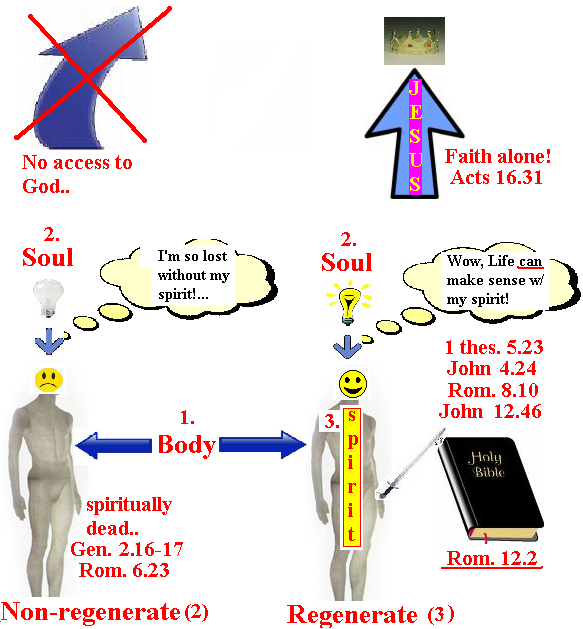 JESUS
No access to
God..
Faith alone!
Acts 16.31
2.
Soul
I'm so lost
without my
spirit!...
2.
Soul
Wow, Life can
make sense w/
my spirit!
1 thes. 5.23
John 4.24
Rom. 8.10
John 12.46
1.
Body
3.
spirit
Holy
Bible
spiritually
dead..
Gen. 2.16-17
Rom. 6.23
Rom. 12.2
Non-regenerate (2)
Regenerate (3)